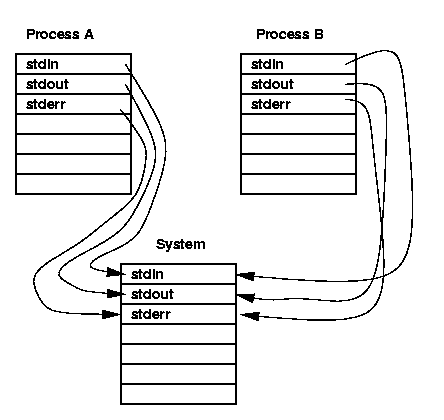 Process A
stdin
stdout
stderr
Process B
stdin
stdout
stderr
System
stdin
stdout
stderr